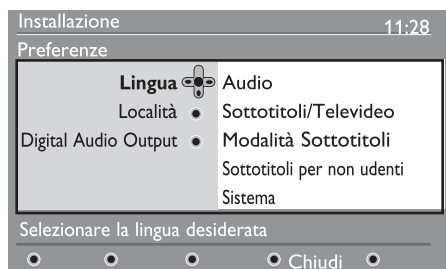 Installazione 11:28
Preferenze
Lingua Audio
Località Sottotitoli/Televideo
Digital Audio Output Modalità Sottotitoli
Sottotitoli per non udenti
Sistema
Selezionare la lingua desiderata
Chiudi